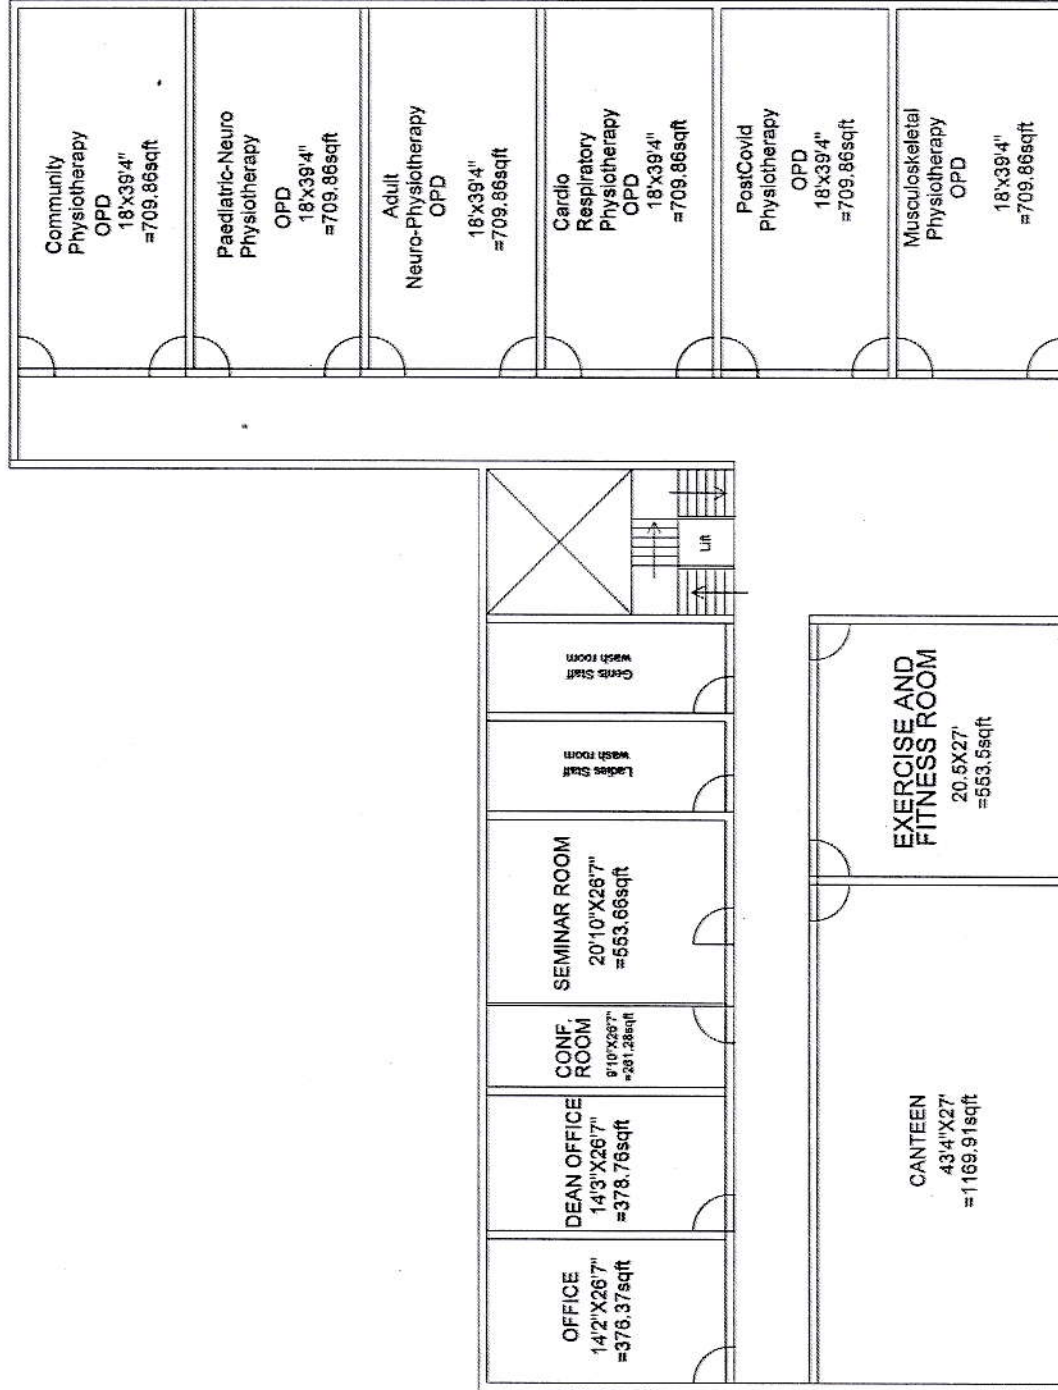 Community
Physiotherapy
OPD
18'x39'4"
=709.86sqft
Paediatric-Neuro
Physiotherapy
OPD
18'x39'4"
=709.86sqft
Adult
Neuro-Physiotherapy
OPD
18'x39'4"
=709.86sqft
Cardio
Respiratory
Physiotherapy
OPD
18'x39'4"
=709.86sqft
PostCovid
Physiotherapy
OPD
18'x39'4"
=709.86sqft
Musculoskeletal
Physiotherapy
OPD
18'x39'4"
=709.86sqft
Lift
Gents Staff
wash room
Ladies Staff
wash room
SEMINAR ROOM
20'10"X26'7"
=553.66sqft
CONF.
ROOM
9'10"X26'7"
=261.28sqft
DEAN OFFICE
14'3"X26'7"
=378.76sqft
OFFICE
14'2"X26'7"
=376.37sqft
EXERCISE AND
FITNESS ROOM
20.5X27'
=553.5sqft
CANTEEN
43'4"X27'
=1169.91sqft